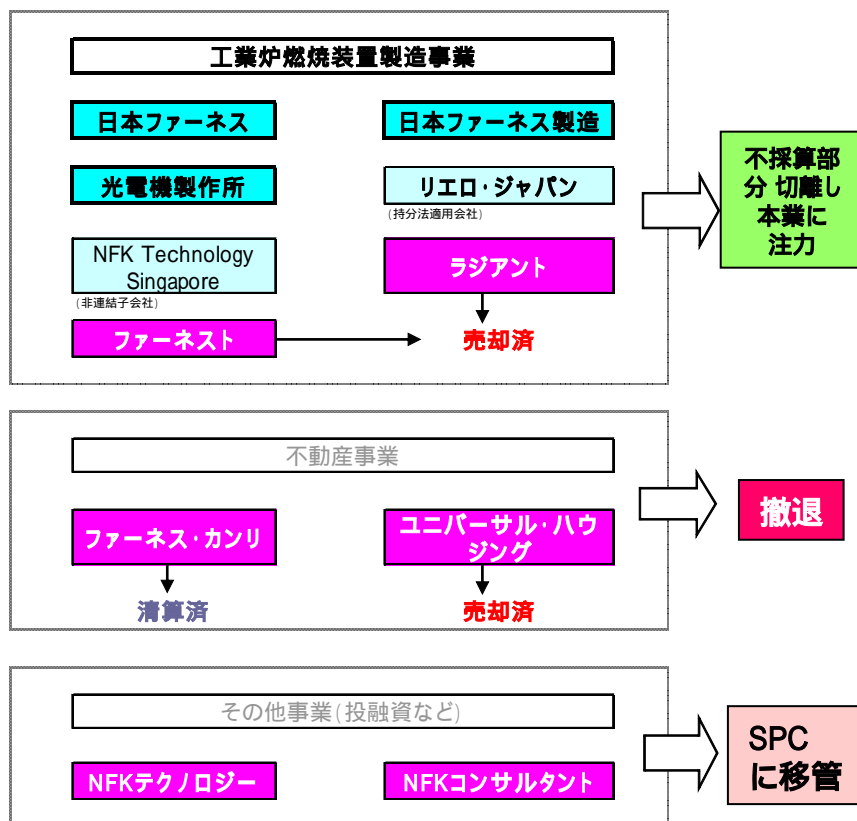 工業炉燃焼装置製造事業
日本ファーネス
日本ファーネス製造
光電機製作所
リエロ・ジャパン
(持分法適用会社)
NFK Technology
Singapore
(非連結子会社)
ラジアント
ファーネスト
売却済
不採算部
分 切離し
本業に
注力
不動産事業
ファーネス・カンリ
ユニバーサル・ハウ
ジング
清算済
売却済
撤退
その他事業(投融資など)
NFKテクノロジー
NFKコンサルタント
SPC
に移管